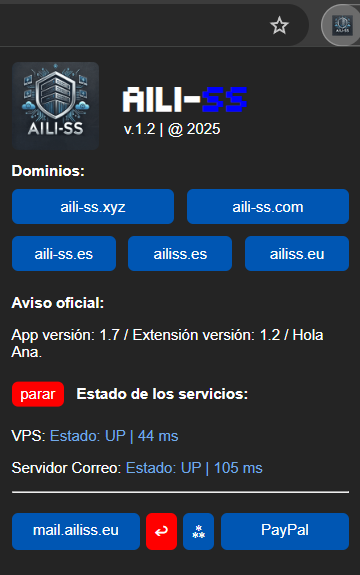 AILI-SS
AILI-SS
v.1.2 | @ 2025
Dominios:
aili-ss.xyz
aili-ss.com
aili-ss.es
ailiss.es
ailiss.eu
Aviso oficial:
App versión: 1.7 / Extensión versión: 1.2 / Hola
Ana.
parar
Estado de los servicios:
VPS: Estado: UP | 44 ms
Servidor Correo: Estado: UP | 105 ms
mail.ailiss.eu
***
PayPal